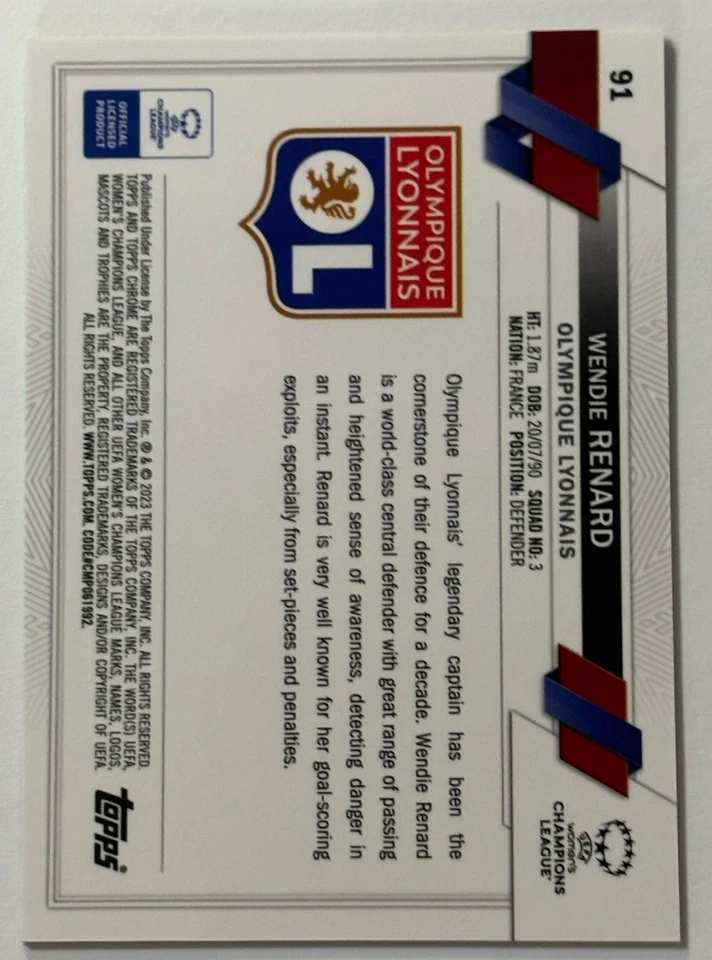 91
WENDIE RENARD
OLYMPIQUE LYONNAIS
HT: 1.87m DOB: 20/07/90 SQUAD NO: 3
NATION: FRANCE POSITION: DEFENDER
UEFA
women's
CHAMPIONS
LEAGUE™
OLYMPIQUE
LYONNAIS
OL
Olympique Lyonnais' legendary captain has been the
cornerstone of their defence for a decade. Wendie Renard
is a world-class central defender with great range of passing
and heightened sense of awareness, detecting danger in
an instant. Renard is very well known for her goal-scoring
exploits, especially from set-pieces and penalties.
UEFA
women's
CHAMPIONS
LEAGUE
OFFICIAL
LICENSED
PRODUCT
Published Under License by The Topps Company, Inc. ® & © 2023 THE TOPPS COMPANY, INC. ALL RIGHTS RESERVED.
TOPPS AND TOPPS CHROME ARE REGISTERED TRADEMARKS OF THE TOPPS COMPANY, INC. THE WORD(S) UEFA,
WOMEN'S CHAMPIONS LEAGUE, AND ALL OTHER UEFA WOMEN'S CHAMPIONS LEAGUE MARKS, NAMES, LOGOS,
MASCOTS AND TROPHIES ARE THE PROPERTY, REGISTERED TRADEMARKS, DESIGNS AND/OR COPYRIGHT OF UEFA.
ALL RIGHTS RESERVED. WWW.TOPPS.COM. CODE#CMP061992.
topps®